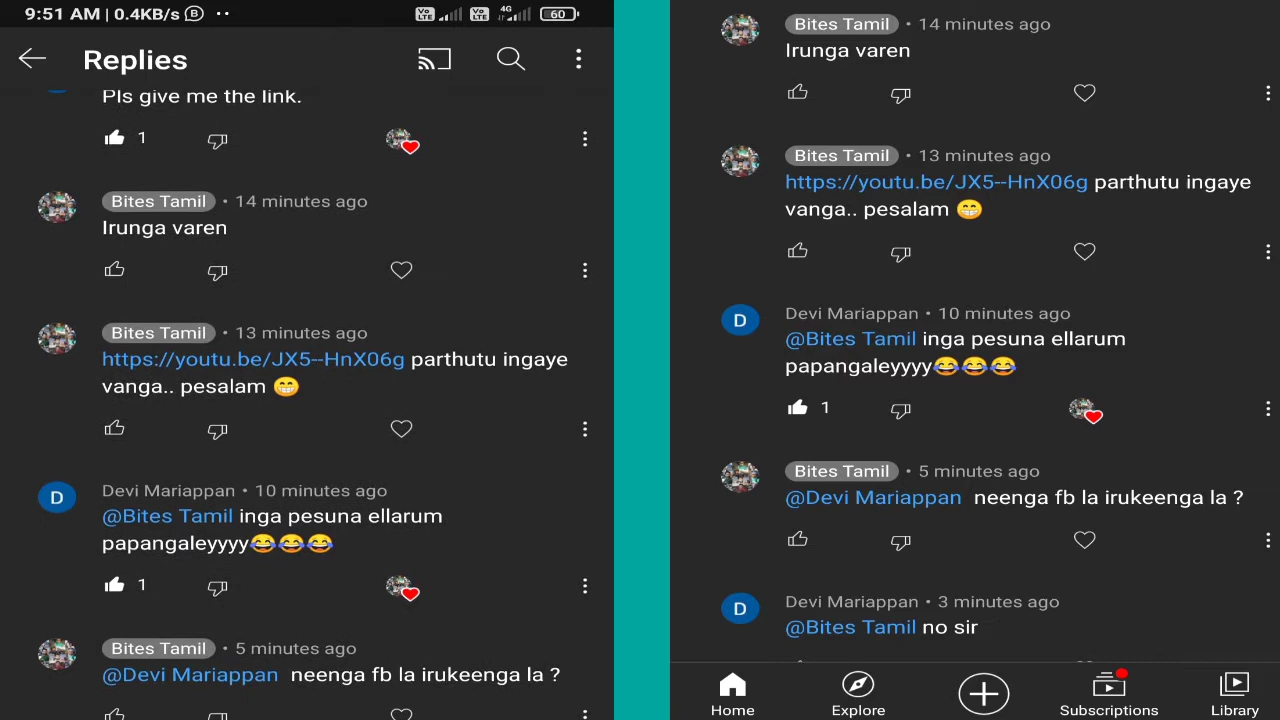 9:51 AM | 0.4KB/s
4G
60
Replies
Pls give me the link.
1
Bites Tamil • 14 minutes ago
Irunga varen
Bites Tamil • 13 minutes ago
https://youtu.be/JX5--HnX06g parthutu ingaye
vanga.. pesalam 😁
D
Devi Mariappan • 10 minutes ago
@Bites Tamil inga pesuna ellarum
papangaleyyyy😂😂😂
1
Bites Tamil • 5 minutes ago
@Devi Mariappan neenga fb la irukeenga la ?
Bites Tamil • 14 minutes ago
Irunga varen
Bites Tamil • 13 minutes ago
https://youtu.be/JX5--HnX06g parthutu ingaye
vanga.. pesalam 😁
D
Devi Mariappan • 10 minutes ago
@Bites Tamil inga pesuna ellarum
papangaleyyyy😂😂😂
1
Bites Tamil • 5 minutes ago
@Devi Mariappan neenga fb la irukeenga la ?
D
Devi Mariappan • 3 minutes ago
@Bites Tamil no sir
Home Explore Subscriptions Library